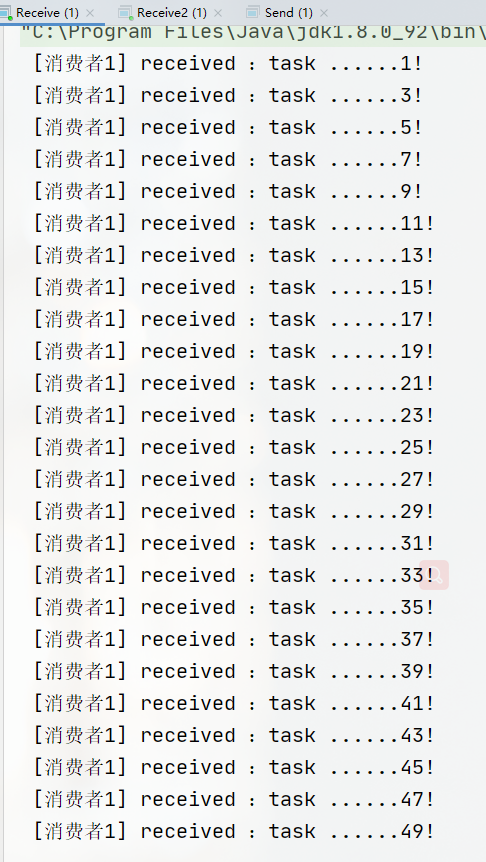 Receive (1) × Receive2 (1) × Send (1) ×
"C:\Program Files\Java\jdk1.8.0_92\bin\
[消费者1] received : task ......1!
[消费者1] received : task ......3!
[消费者1] received : task ......5!
[消费者1] received : task ......7!
[消费者1] received : task ......9!
[消费者1] received : task ......11!
[消费者1] received : task ......13!
[消费者1] received : task ......15!
[消费者1] received : task ......17!
[消费者1] received : task ......19!
[消费者1] received : task ......21!
[消费者1] received : task ......23!
[消费者1] received : task ......25!
[消费者1] received : task ......27!
[消费者1] received : task ......29!
[消费者1] received : task ......31!
[消费者1] received : task ......33!
[消费者1] received : task ......35!
[消费者1] received : task ......37!
[消费者1] received : task ......39!
[消费者1] received : task ......41!
[消费者1] received : task ......43!
[消费者1] received : task ......45!
[消费者1] received : task ......47!
[消费者1] received : task ......49!